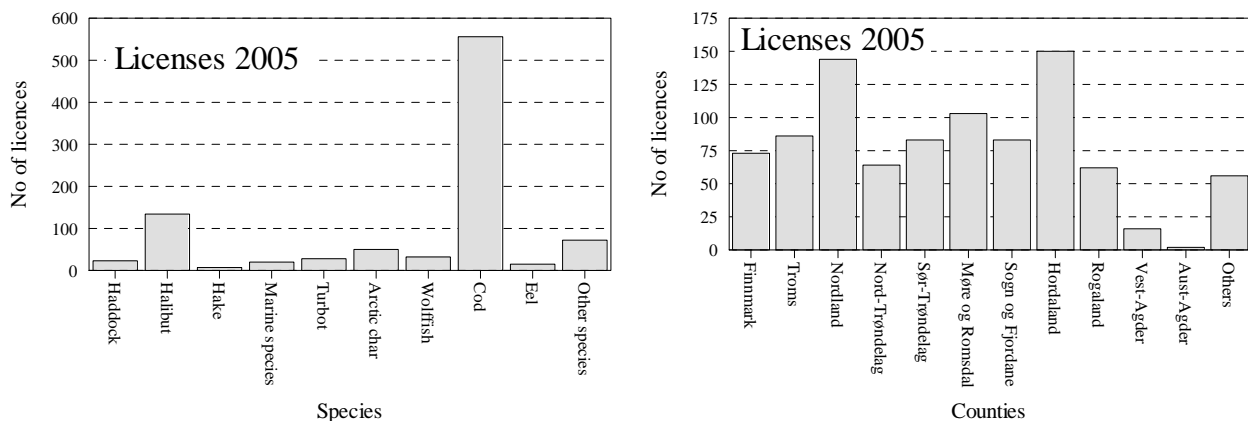 Licenses 2005
No of licences
600
500
400
300
200
100
0
Haddock
Halibut
Hake
Marine species
Turbot
Arctic char
Wolffish
Cod
Eel
Other species
Species
Licenses 2005
No of licences
175
150
125
100
75
50
25
0
Finnmark
Troms
Nordland
Nord-Trøndelag
Sør-Trøndelag
Møre og Romsdal
Sogn og Fjordane
Hordaland
Rogaland
Vest-Agder
Aust-Agder
Others
Counties